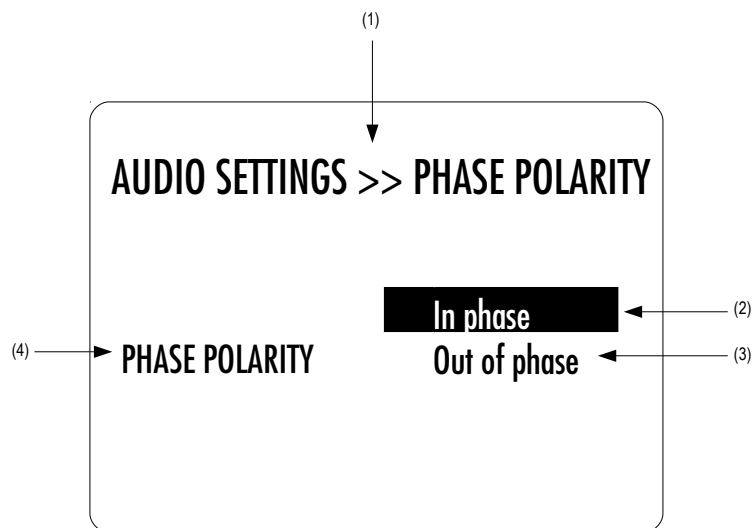 (1)
AUDIO SETTINGS >> PHASE POLARITY
In phase
(2)
(4)
PHASE POLARITY
Out of phase
(3)